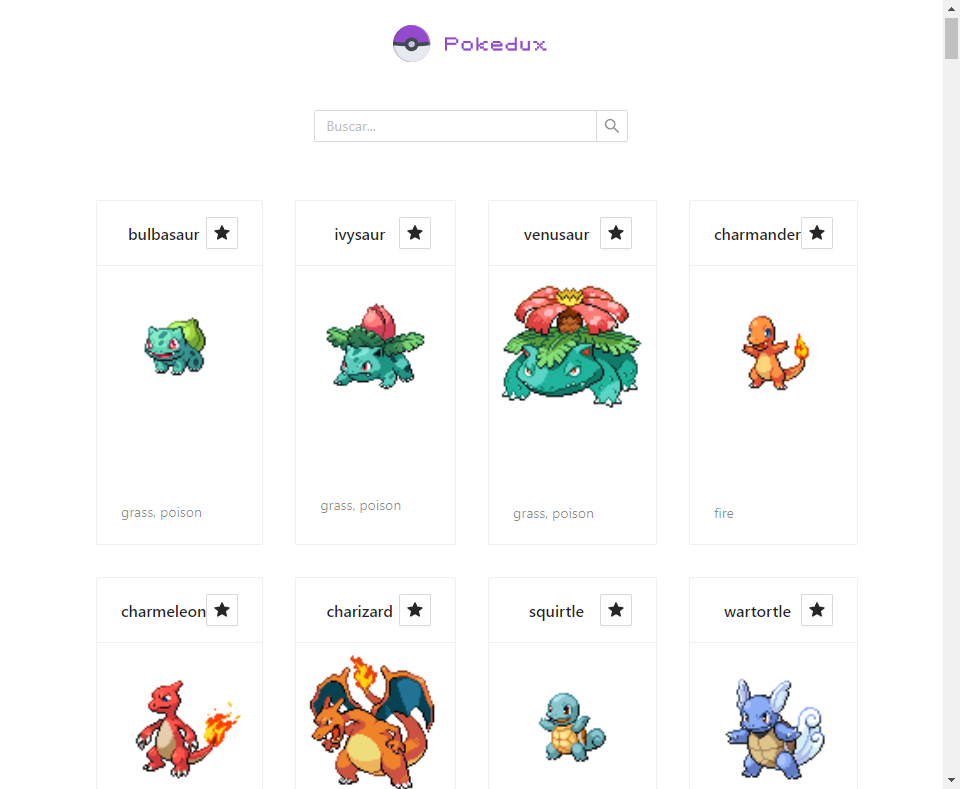 Pokedux
Buscar...
bulbasaur
ivysaur
venusaur
charmander
grass, poison
grass, poison
grass, poison
fire
charmeleon
charizard
squirtle
wartortle